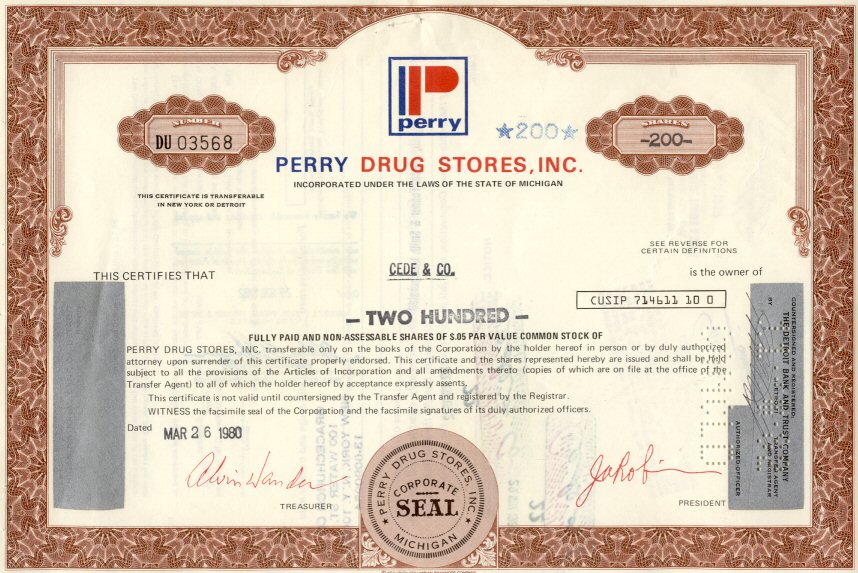 perry
★200★
NUMBER
DU 03568
SHARES
-200-
PERRY DRUG STORES, INC.
INCORPORATED UNDER THE LAWS OF THE STATE OF MICHIGAN
THIS CERTIFICATE IS TRANSFERABLE
IN NEW YORK OR DETROIT
SEE REVERSE FOR
CERTAIN DEFINITIONS
THIS CERTIFIES THAT
CEDE & CO.
is the owner of
CUSIP 714611 10 0
— TWO HUNDRED —
FULLY PAID AND NON-ASSESSABLE SHARES OF $.05 PAR VALUE COMMON STOCK OF
PERRY DRUG STORES, INC. transferable only on the books of the Corporation by the holder hereof in person or by duly authorized
attorney upon surrender of this certificate properly endorsed. This certificate and the shares represented hereby are issued and shall be held
subject to all the provisions of the Articles of Incorporation and all amendments thereto (copies of which are on file at the office of the
Transfer Agent) to all of which the holder hereof by acceptance expressly assents.
This certificate is not valid until countersigned by the Transfer Agent and registered by the Registrar.
WITNESS the facsimile seal of the Corporation and the facsimile signatures of its duly authorized officers.
Dated MAR 26 1980
TREASURER
PERRY DRUG STORES, INC.
CORPORATE
SEAL
MICHIGAN
PRESIDENT
COUNTERSIGNED AND REGISTERED:
THE DETROIT BANK AND TRUST COMPANY
DETROIT
TRANSFER AGENT
AND REGISTRAR
BY
AUTHORIZED OFFICER